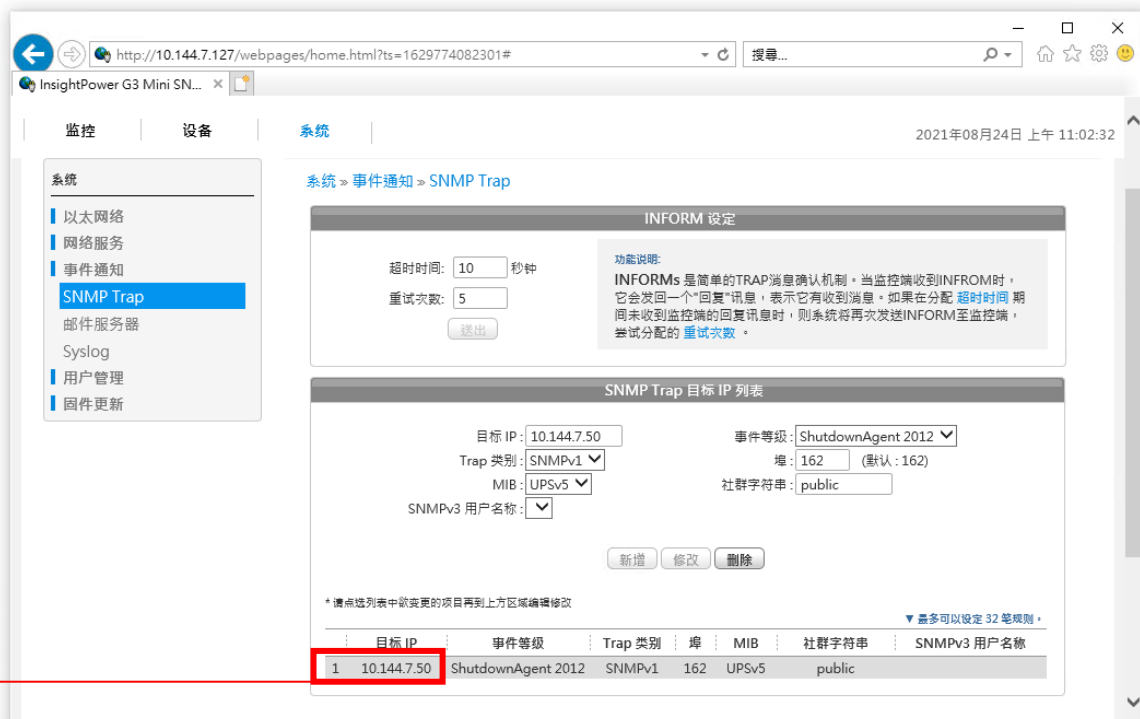 http://10.144.7.127/webpages/home.html?ts=1629774082301#
搜尋...
InsightPower G3 Mini SN...
监控 设备 系统
2021年08月24日 上午 11:02:32
系统
以太网络
网络服务
事件通知
SNMP Trap
邮件服务器
Syslog
用户管理
固件更新
系统 » 事件通知 » SNMP Trap
INFORM 设定
超时时间: 10 秒钟
重试次数: 5
送出
功能说明:
INFORMs 是简单的TRAP消息确认机制。当监控端收到INFROM时，
它会发回一个"回复"讯息，表示它有收到消息。如果在分配 超时时间 期
间未收到监控端的回复讯息时，则系统将再次发送INFORM至监控端，
尝试分配的 重试次数 。
SNMP Trap 目标 IP 列表
目标 IP : 10.144.7.50 事件等级 : ShutdownAgent 2012
Trap 类别 : SNMPv1 埠 : 162 (默认 : 162)
MIB : UPSv5 社群字符串 : public
SNMPv3 用户名称 :
新增 修改 删除
* 请点选列表中欲变更的项目再到上方区域编辑修改
▼ 最多可以设定 32 笔规则。
目标 IP 事件等级 Trap 类别 埠 MIB 社群字符串 SNMPv3 用户名称
1 10.144.7.50 ShutdownAgent 2012 SNMPv1 162 UPSv5 public